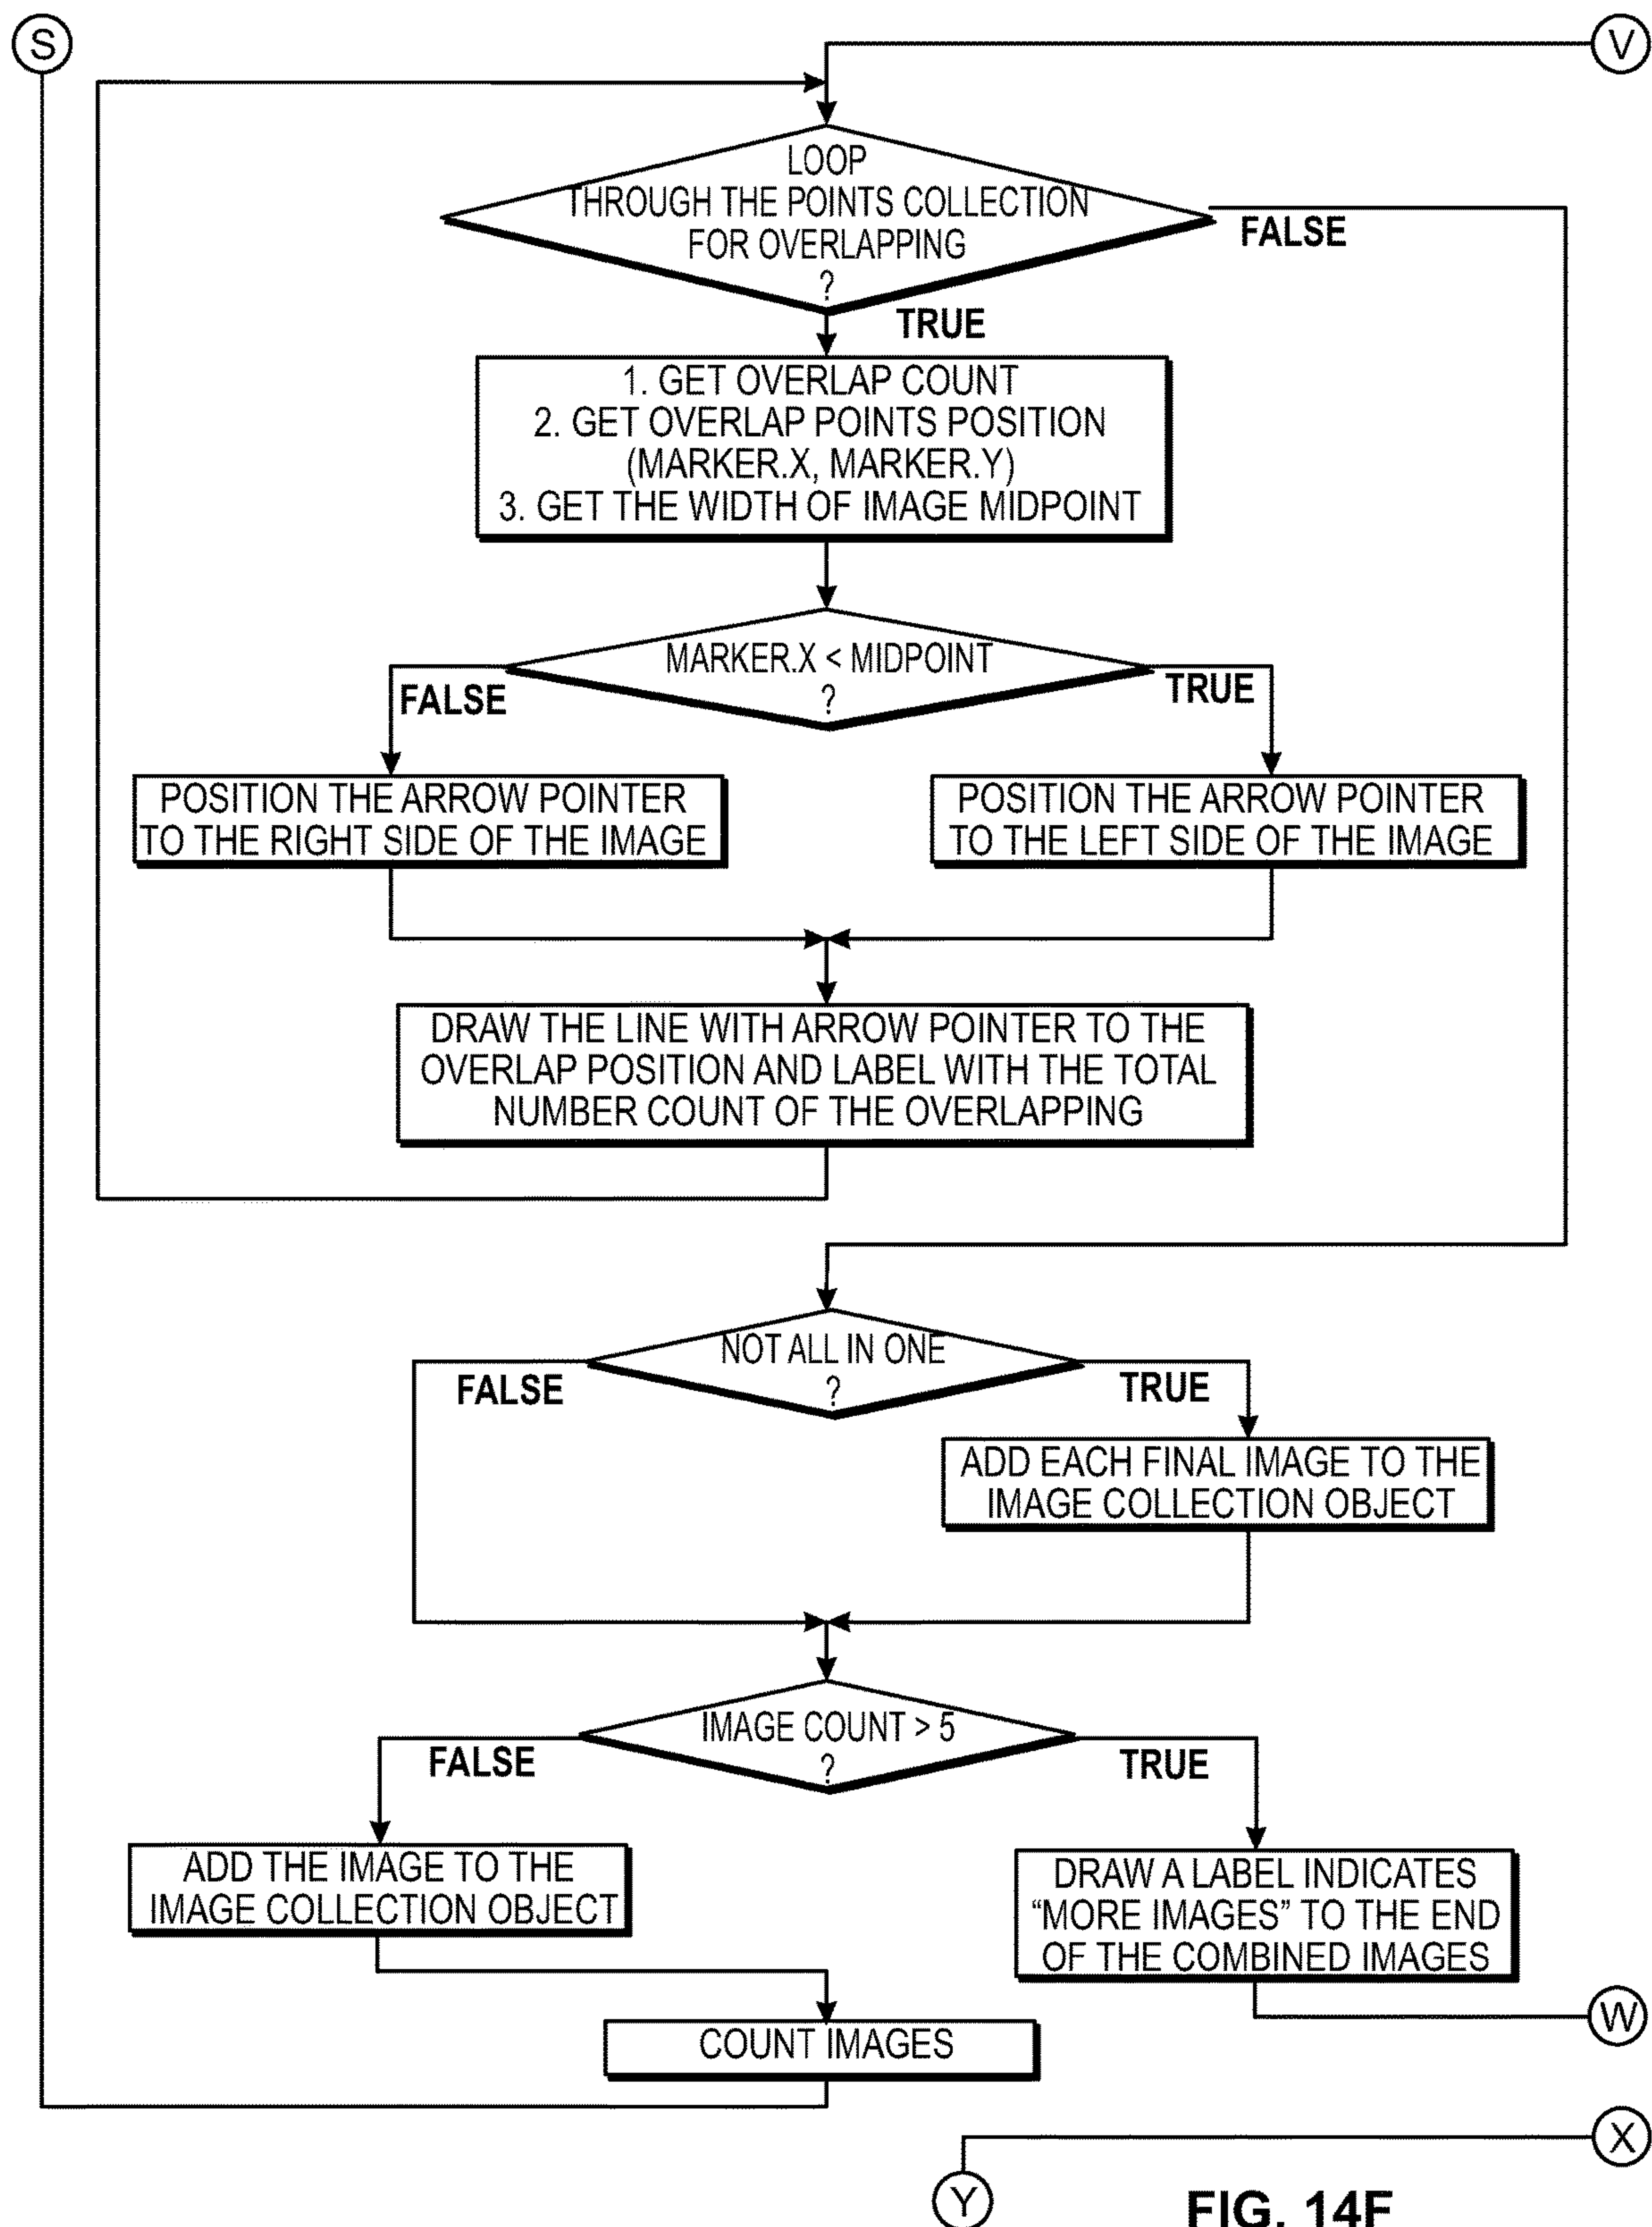 S
V
LOOP
THROUGH THE POINTS COLLECTION
FOR OVERLAPPING
?
FALSE
TRUE
1. GET OVERLAP COUNT
2. GET OVERLAP POINTS POSITION
(MARKER.X, MARKER.Y)
3. GET THE WIDTH OF IMAGE MIDPOINT
MARKER.X < MIDPOINT
?
FALSE
TRUE
POSITION THE ARROW POINTER
TO THE RIGHT SIDE OF THE IMAGE
POSITION THE ARROW POINTER
TO THE LEFT SIDE OF THE IMAGE
DRAW THE LINE WITH ARROW POINTER TO THE
OVERLAP POSITION AND LABEL WITH THE TOTAL
NUMBER COUNT OF THE OVERLAPPING
NOT ALL IN ONE
?
FALSE
TRUE
ADD EACH FINAL IMAGE TO THE
IMAGE COLLECTION OBJECT
IMAGE COUNT > 5
?
FALSE
TRUE
ADD THE IMAGE TO THE
IMAGE COLLECTION OBJECT
DRAW A LABEL INDICATES
“MORE IMAGES” TO THE END
OF THE COMBINED IMAGES
W
COUNT IMAGES
X
Y
FIG. 14F